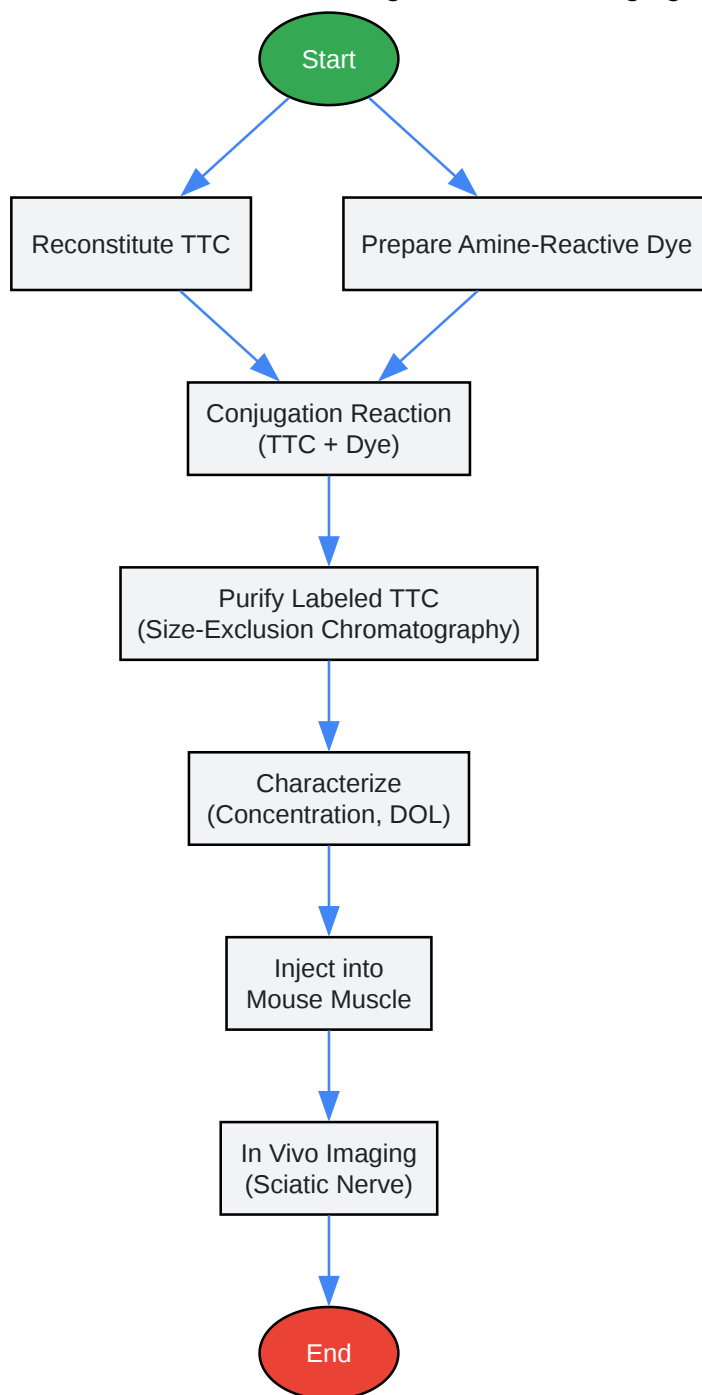 Start
Reconstitute TTC
Prepare Amine-Reactive Dye
Conjugation Reaction
(TTC + Dye)
Purify Labeled TTC
(Size-Exclusion Chromatography)
Characterize
(Concentration, DOL)
Inject into
Mouse Muscle
In Vivo Imaging
(Sciatic Nerve)
End